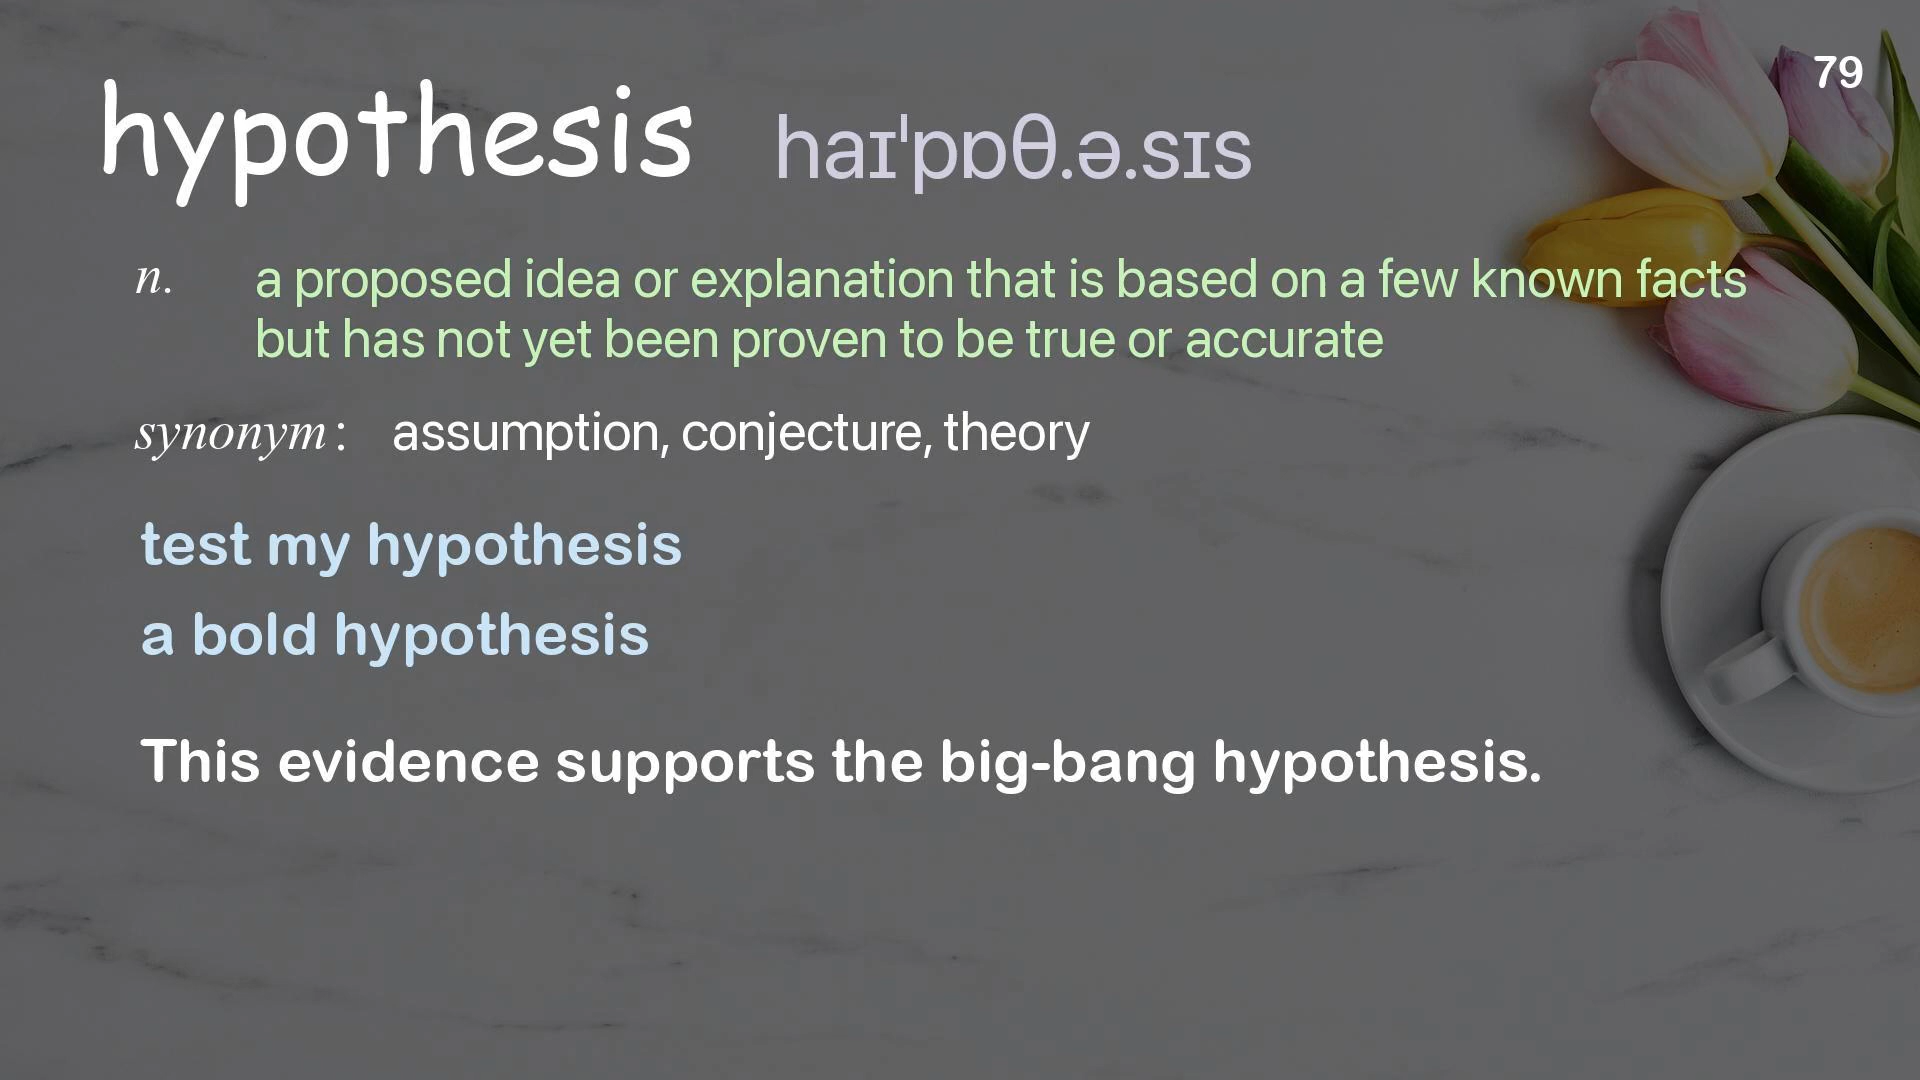 79
hypothesis haɪˈpɒθ.ə.sɪs
n. a proposed idea or explanation that is based on a few known facts
but has not yet been proven to be true or accurate
synonym: assumption, conjecture, theory
test my hypothesis
a bold hypothesis
This evidence supports the big-bang hypothesis.